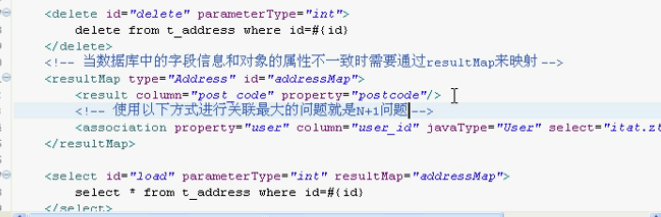 <delete id="delete" parameterType="int">
delete from t_address where id=#{id}
</delete>
<!-- 当数据库中的字段信息和对象的属性不一致时需要通过resultMap来映射 -->
<resultMap type="Address" id="addressMap">
<result column="post_code" property="postcode"/>
<!-- 使用以下方式进行关联最大的问题就是N+1问题-->
<association property="user" column="user_id" javaType="User" select="itat.zt
</resultMap>
<select id="load" parameterType="int" resultMap="addressMap">
select * from t_address where id=#{id}
</select>